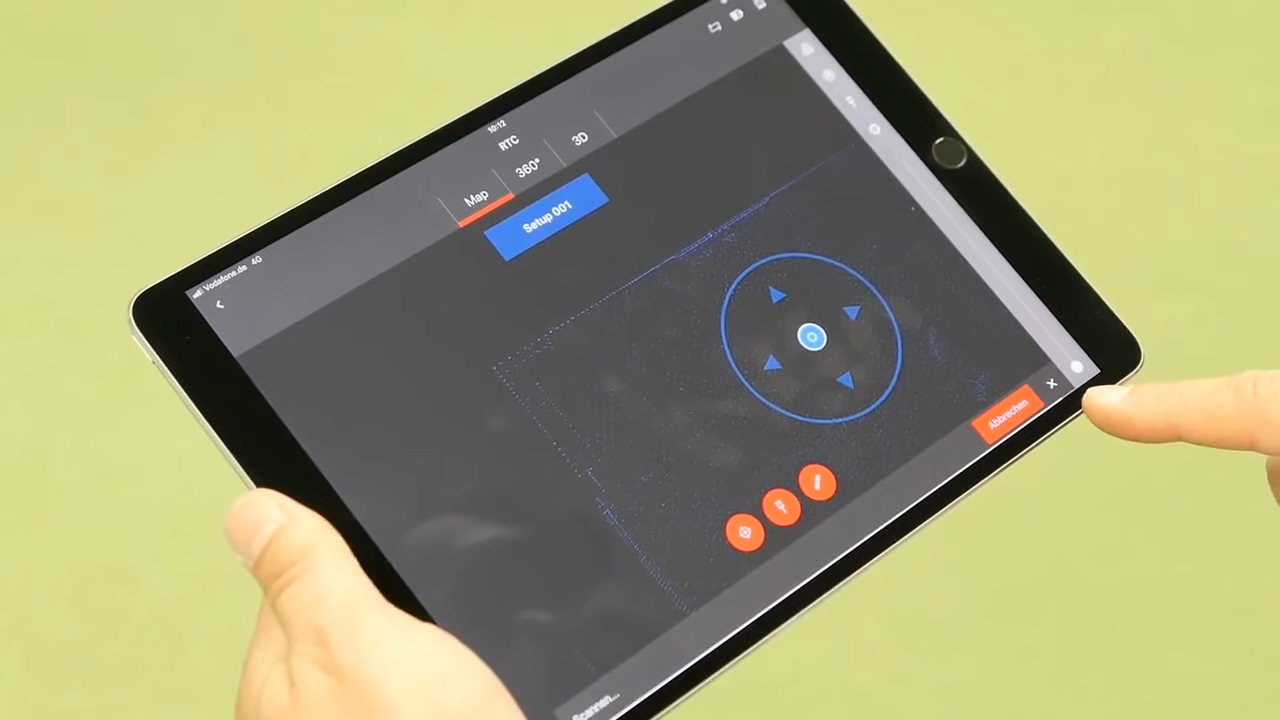 Vodafone.de 4G
10:12
RTC
Map
360°
3D
Setup 001
Abbrechen
Scannen...